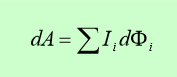 dA = ∑ I_i dΦ_i